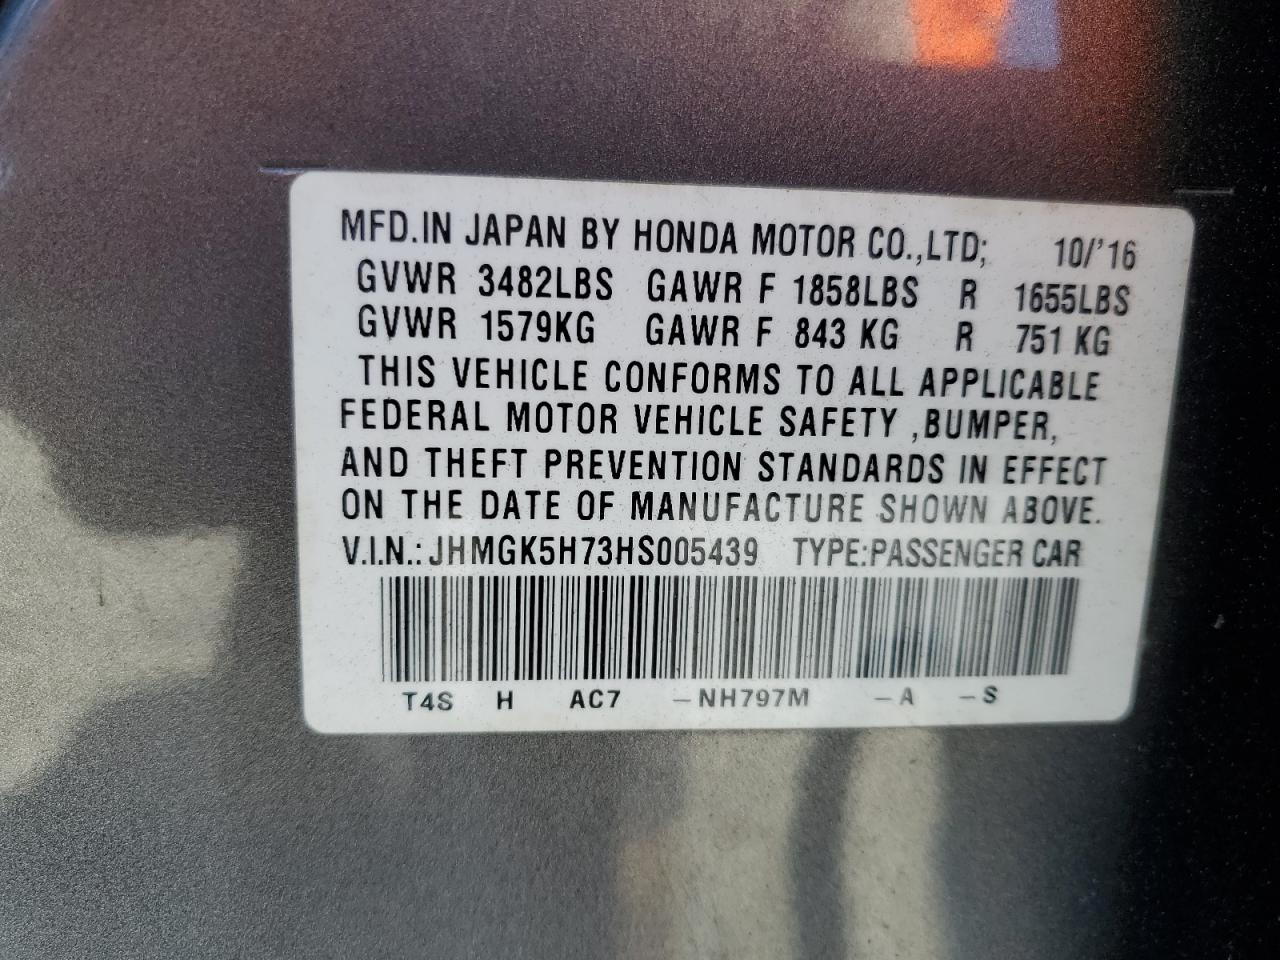 MFD.IN JAPAN BY HONDA MOTOR CO.,LTD; 10/'16
GVWR 3482LBS GAWR F 1858LBS R 1655LBS
GVWR 1579KG GAWR F 843 KG R 751 KG
THIS VEHICLE CONFORMS TO ALL APPLICABLE
FEDERAL MOTOR VEHICLE SAFETY ,BUMPER,
AND THEFT PREVENTION STANDARDS IN EFFECT
ON THE DATE OF MANUFACTURE SHOWN ABOVE.
V.I.N.: JHMGK5H73HS005439 TYPE:PASSENGER CAR
T4S H AC7 -NH797M -A -S